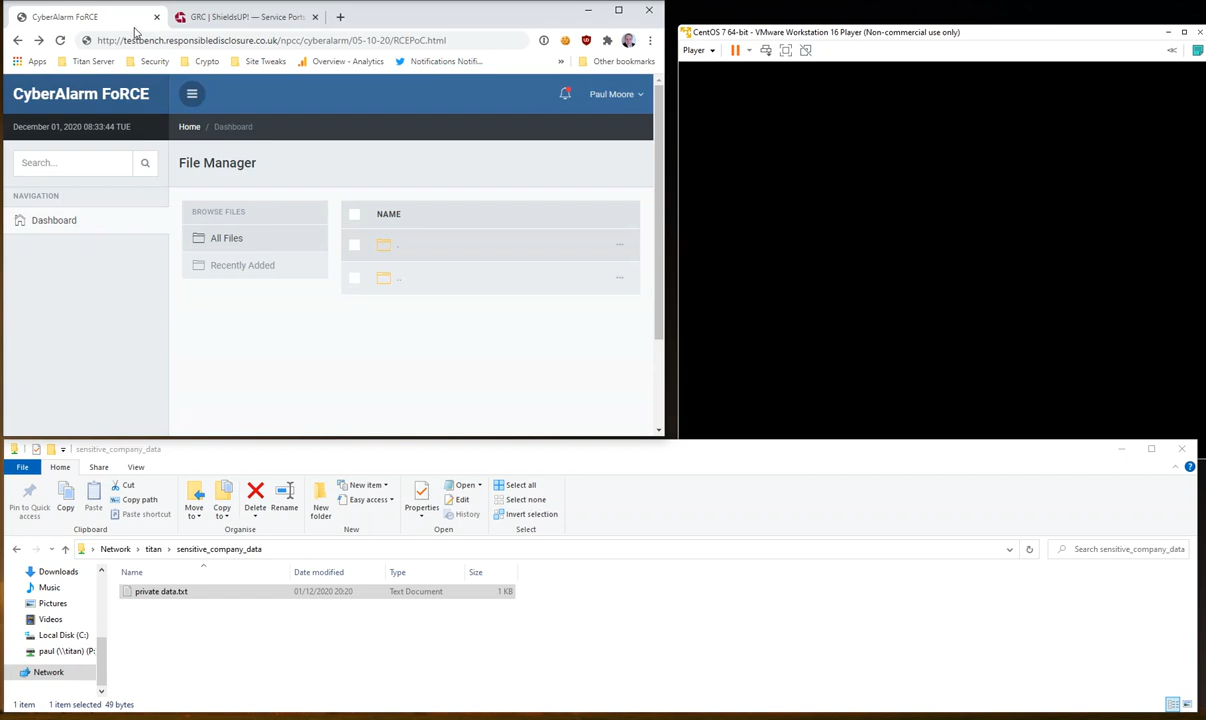 CyberAlarm FoRCE
GRC | ShieldsUP! — Service Ports
http://testbench.responsibledisclosure.co.uk/npcc/cyberalarm/05-10-20/RCEPoC.html
Apps Titan Server Security Crypto Site Tweaks Overview - Analytics Notifications Notifi... » Other bookmarks
CyberAlarm FoRCE
Paul Moore
December 01, 2020 08:33:44 TUE
Home / Dashboard
Search...
File Manager
NAVIGATION
Dashboard
BROWSE FILES
All Files
Recently Added
NAME
.
..
CentOS 7 64-bit - VMware Workstation 16 Player (Non-commercial use only)
Player
sensitive_company_data
File Home Share View
Pin to Quick access
Copy
Paste
Cut
Copy path
Paste shortcut
Clipboard
Move to
Copy to
Delete
Rename
Organise
New folder
New item
Easy access
New
Properties
Open
Edit
History
Open
Select all
Select none
Invert selection
Select
Network > titan > sensitive_company_data
Search sensitive_company_data
Name Date modified Type Size
private data.txt 01/12/2020 20:20 Text Document 1 KB
Downloads
Music
Pictures
Videos
Local Disk (C:)
paul (\\titan) (P:
Network
1 item 1 item selected 49 bytes